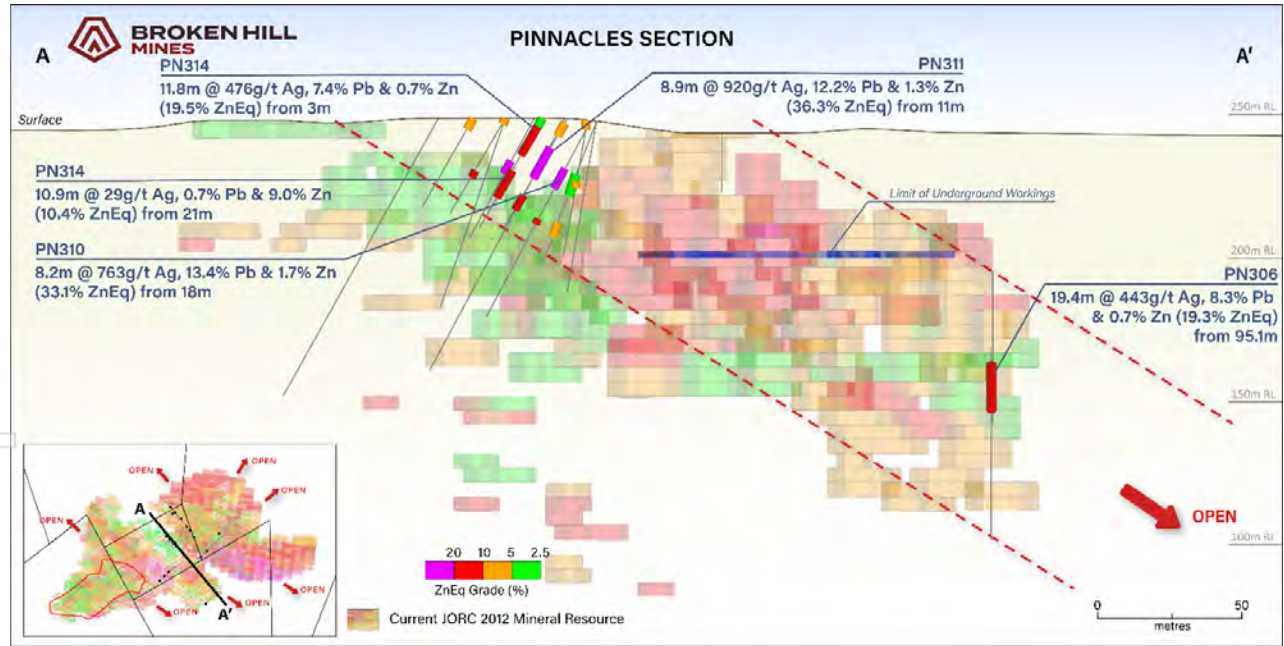 BROKEN HILL
MINES
PINNACLES SECTION
A
A'
PN314
11.8m @ 476g/t Ag, 7.4% Pb & 0.7% Zn
(19.5% ZnEq) from 3m
PN311
8.9m @ 920g/t Ag, 12.2% Pb & 1.3% Zn
(36.3% ZnEq) from 11m
250m RL
Surface
PN314
10.9m @ 29g/t Ag, 0.7% Pb & 9.0% Zn
(10.4% ZnEq) from 21m
Limit of Underground Workings
PN310
8.2m @ 763g/t Ag, 13.4% Pb & 1.7% Zn
(33.1% ZnEq) from 18m
200m RL
PN306
19.4m @ 443g/t Ag, 8.3% Pb
& 0.7% Zn (19.3% ZnEq)
from 95.1m
150m RL
OPEN
OPEN
OPEN
OPEN
A
OPEN
OPEN
OPEN
A'
OPEN
100m RL
20 10 5 2.5
ZnEq Grade (%)
Current JORC 2012 Mineral Resource
0 50
metres